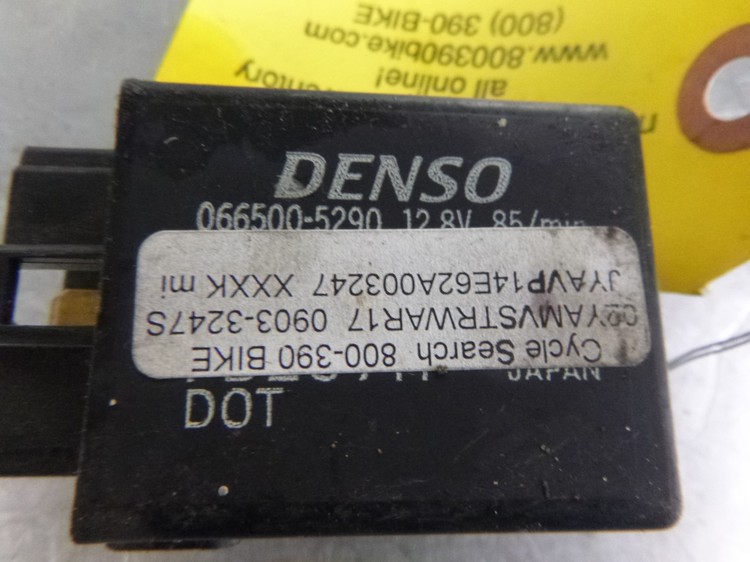 DENSO
066500-5290 12.8V 85/min
JAPAN
DOT
Cycle Search 800-390 BIKE
02YAMVSTRWAR17 0903-3247S
JYAVP14E62A003247 XXXK mi
all online!
www.800390bike.com
(800) 390-BIKE